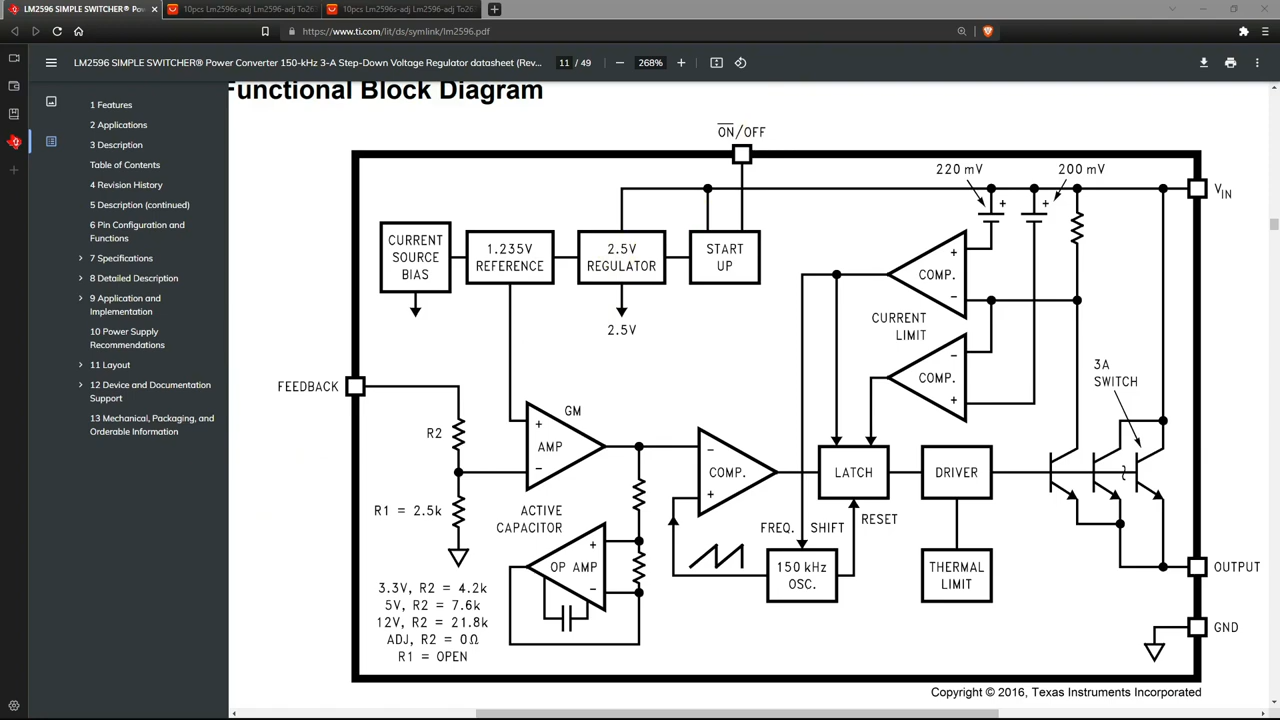 LM2596 SIMPLE SWITCHER® Po
10pcs Lm2596s-adj Lm2596-adj To26
10pcs Lm2596s-adj Lm2596-adj To26
https://www.ti.com/lit/ds/symlink/lm2596.pdf
LM2596 SIMPLE SWITCHER® Power Converter 150-kHz 3-A Step-Down Voltage Regulator datasheet (Rev...
11 / 49
268%
1 Features
2 Applications
3 Description
Table of Contents
4 Revision History
5 Description (continued)
6 Pin Configuration and
Functions
7 Specifications
8 Detailed Description
9 Application and
Implementation
10 Power Supply
Recommendations
11 Layout
12 Device and Documentation
Support
13 Mechanical, Packaging, and
Orderable Information
Functional Block Diagram
ON/OFF
220 mV
200 mV
VIN
CURRENT
SOURCE
BIAS
1.235V
REFERENCE
2.5V
REGULATOR
START
UP
2.5V
+
COMP.
−
CURRENT
LIMIT
−
COMP.
+
3A
SWITCH
FEEDBACK
R2
R1 = 2.5k
GM
+
AMP
−
−
COMP.
+
LATCH
DRIVER
ACTIVE
CAPACITOR
+
OP AMP
−
FREQ. SHIFT
RESET
150 kHz
OSC.
THERMAL
LIMIT
OUTPUT
GND
3.3V, R2 = 4.2k
5V, R2 = 7.6k
12V, R2 = 21.8k
ADJ, R2 = 0Ω
R1 = OPEN
Copyright © 2016, Texas Instruments Incorporated